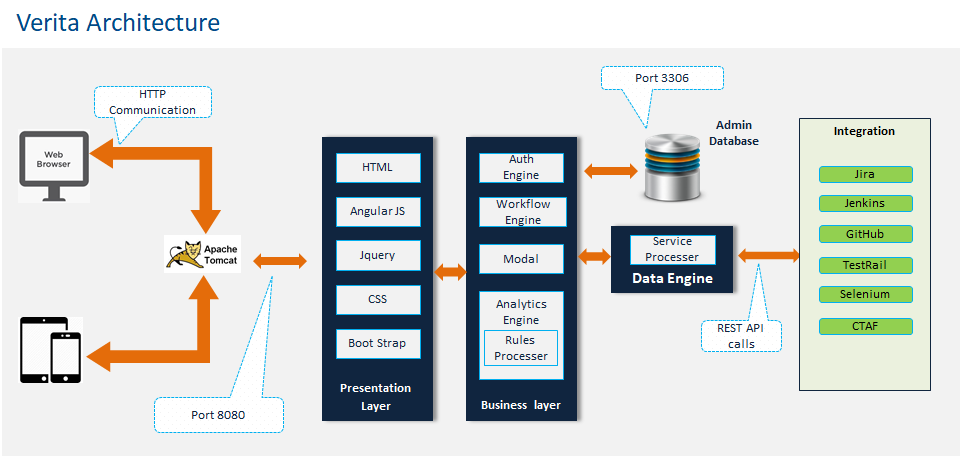 Verita Architecture
HTTP
Communication
Web
Browser
Apache
Tomcat
Port 8080
HTML
Angular JS
Jquery
CSS
Boot Strap
Presentation
Layer
Auth
Engine
Workflow
Engine
Modal
Analytics
Engine
Rules
Processer
Business layer
Port 3306
Admin
Database
Service
Processer
Data Engine
REST API
calls
Integration
Jira
Jenkins
GitHub
TestRail
Selenium
CTAF